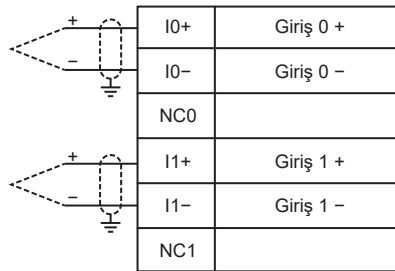 + I0+ Giriş 0 +
− I0− Giriş 0 −
NC0
+ I1+ Giriş 1 +
− I1− Giriş 1 −
NC1